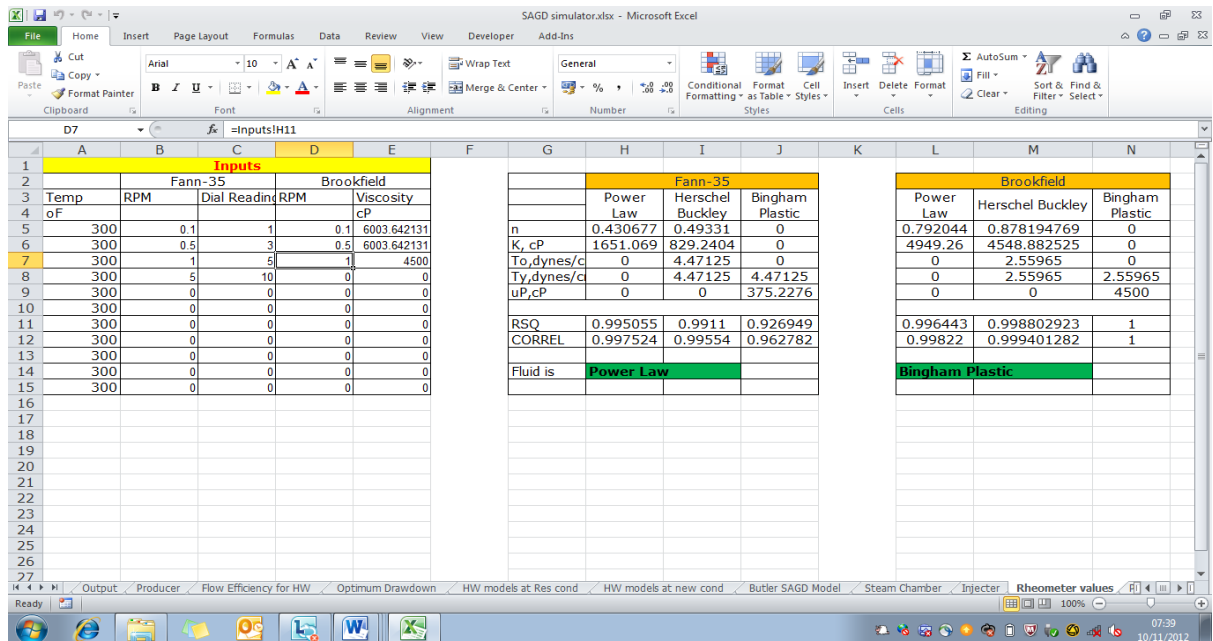 SAGD simulator.xlsx - Microsoft Excel
File Home Insert Page Layout Formulas Data Review View Developer Add-Ins
Cut Arial 10 Wrap Text General AutoSum
Copy Fill
Paste Format Painter Merge & Center Conditional Format Cell Insert Delete Format Clear Sort & Find &
Formatting as Table Styles Filter Select
Clipboard Font Alignment Number Styles Cells Editing
D7 fx =Inputs!H11
A B C D E F G H I J K L M N
1 Inputs
2 Fann-35 Brookfield Fann-35 Brookfield
3 Temp RPM Dial Reading RPM Viscosity Power Herschel Bingham Power Herschel Buckley Bingham
4 oF cP Law Buckley Plastic Law Plastic
5 300 0.1 1 0.1 6003.642131 n 0.430677 0.49331 0 0.792044 0.878194769 0
6 300 0.5 3 0.5 6003.642131 K, cP 1651.069 829.2404 0 4949.26 4548.882525 0
7 300 1 5 1 4500 To,dynes/c 0 4.47125 0 0 2.55965 0
8 300 5 10 0 0 Ty,dynes/c 0 4.47125 4.47125 0 2.55965 2.55965
9 300 0 0 0 0 uP,cP 0 0 375.2276 0 0 4500
10 300 0 0 0 0
11 300 0 0 0 0 RSQ 0.995055 0.9911 0.926949 0.996443 0.998802923 1
12 300 0 0 0 0 CORREL 0.997524 0.99554 0.962782 0.99822 0.999401282 1
13 300 0 0 0 0
14 300 0 0 0 0 Fluid is Power Law Bingham Plastic
15 300 0 0 0 0
16
17
18
19
20
21
22
23
24
25
26
27
Output Producer Flow Efficiency for HW Optimum Drawdown HW models at Res cond HW models at new cond Butler SAGD Model Steam Chamber Injecter Rheometer values
Ready 100%
07:39
10/11/2012